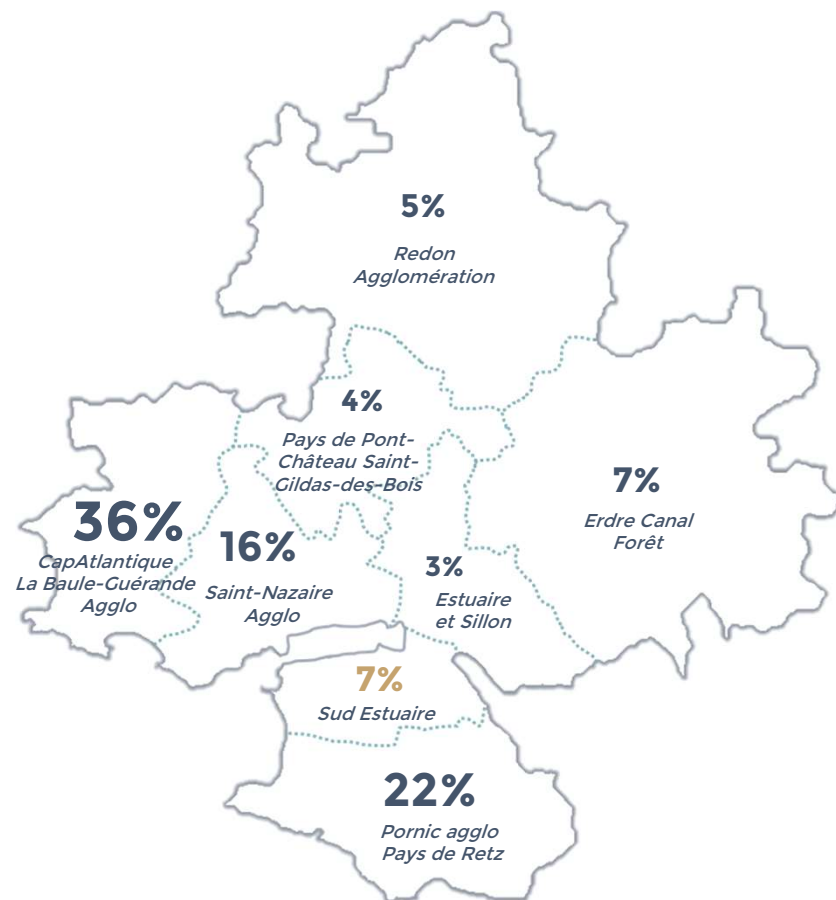 5%
Redon
Agglomération
4%
Pays de Pont-
Château Saint-
Gildas-des-Bois
7%
Erdre Canal
Forêt
36%
CapAtlantique
La Baule-Guérande
Agglo
16%
Saint-Nazaire
Agglo
3%
Estuaire
et Sillon
7%
Sud Estuaire
22%
Pornic agglo
Pays de Retz